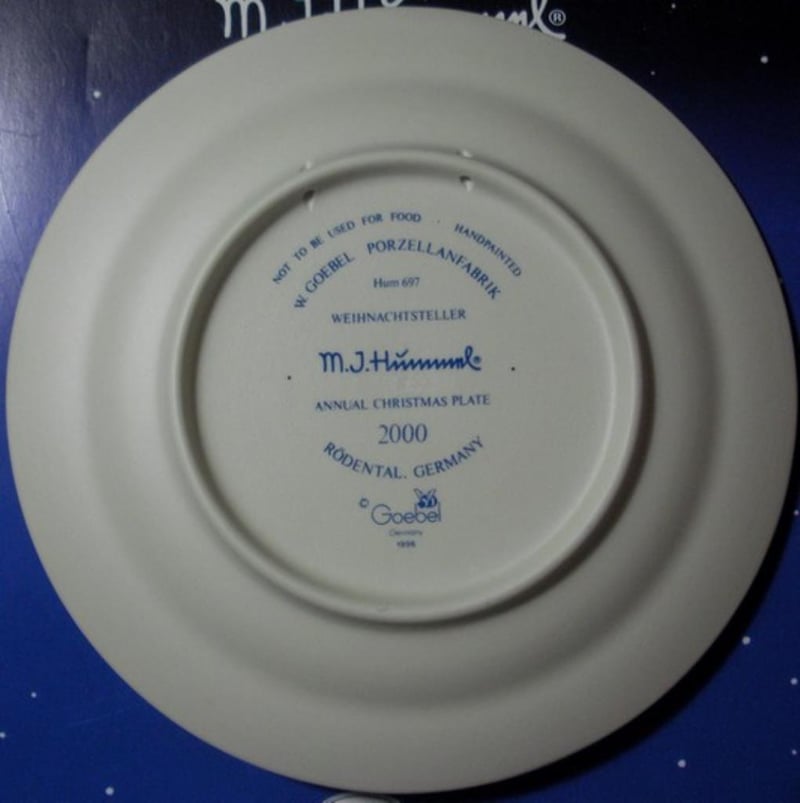 M.J. Hummel®
NOT TO BE USED FOR FOOD · HANDPAINTED
W. GOEBEL PORZELLANFABRIK
Hum 697
WEIHNACHTSTELLER
M.J. Hummel®
ANNUAL CHRISTMAS PLATE
2000
RÖDENTAL, GERMANY
© Goebel
Germany